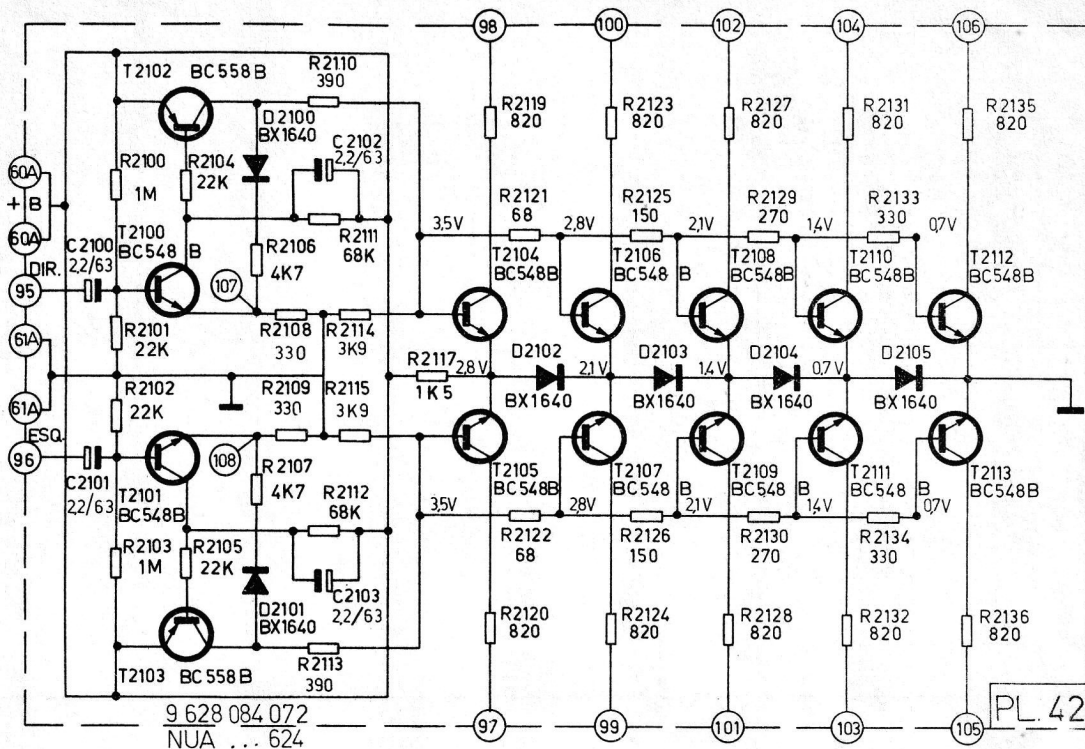 98
100
102
104
106
T2102 BC558B
R2110
390
D2100
BX1640
C2102
2,2/63
R2119
820
R2123
820
R2127
820
R2131
820
R2135
820
60A
+ B
60A
R2100
1M
R2104
22K
R2121
68
R2125
150
R2129
270
R2133
330
3,5V
2,8V
2,1V
1,4V
0,7V
C2100
2,2/63
T2100
BC548
B
R2106
4K7
R2111
68K
T2104
BC548B
T2106
BC548
B
T2108
BC548B
T2110
BC548B
T2112
BC548B
DIR.
95
107
61A
R2101
22K
R2108
330
R2114
3K9
R2117
1K5
2,8V
D2102
BX1640
2,1V
D2103
BX1640
1,4V
D2104
BX1640
0,7V
D2105
BX1640
R2102
22K
R2109
330
R2115
3K9
61A
ESQ.
96
108
C2101
2,2/63
T2101
BC548B
R2107
4K7
R2112
68K
T2105
BC548B
T2107
BC548
B
T2109
BC548
B
T2111
BC548
B
T2113
BC548B
3,5V
2,8V
2,1V
1,4V
0,7V
R2122
68
R2126
150
R2130
270
R2134
330
R2103
1M
R2105
22K
C2103
2,2/63
D2101
BX1640
R2120
820
R2124
820
R2128
820
R2132
820
R2136
820
T2103 BC558B
R2113
390
9 628 084 072
NUA ... 624
97
99
101
103
105
PL. 42